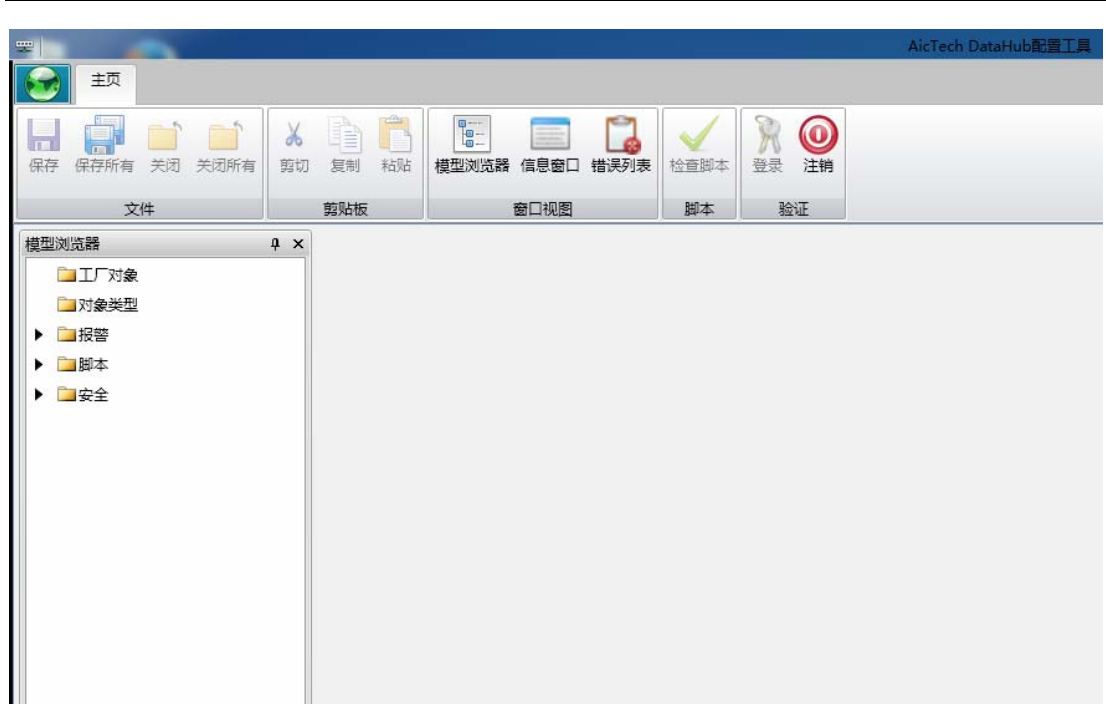 AicTech DataHub配置工具
主页
保存 保存所有 关闭 关闭所有 剪切 复制 粘贴 模型浏览器 信息窗口 错误列表 检查脚本 登录 注销
文件 剪贴板 窗口视图 脚本 验证
模型浏览器
工厂对象
对象类型
报警
脚本
安全